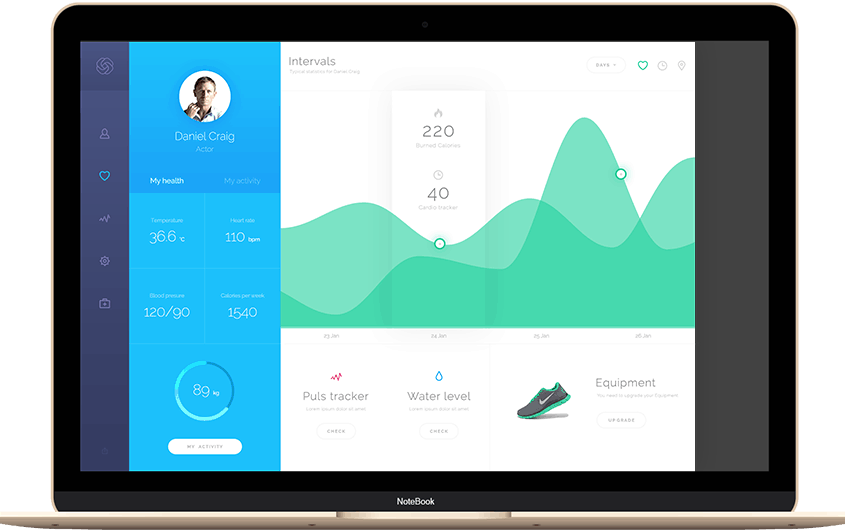 Intervals
Typical statistics for Daniel Craig
DAYS
Daniel Craig
Actor
My health
My activity
Temperature
Heart rate
36.6 °C
110 bpm
Blood presure
Calories per week
120/90
1540
89 kg
MY ACTIVITY
220
Burned Calories
40
Cardio tracker
23 Jan
24 Jan
25 Jan
26 Jan
Puls tracker
Lorem ipsum dolor sit amet
CHECK
Water level
Lorem ipsum dolor sit amet
CHECK
Equipment
You need to upgrade your Equipment
UPGRADE
NoteBook